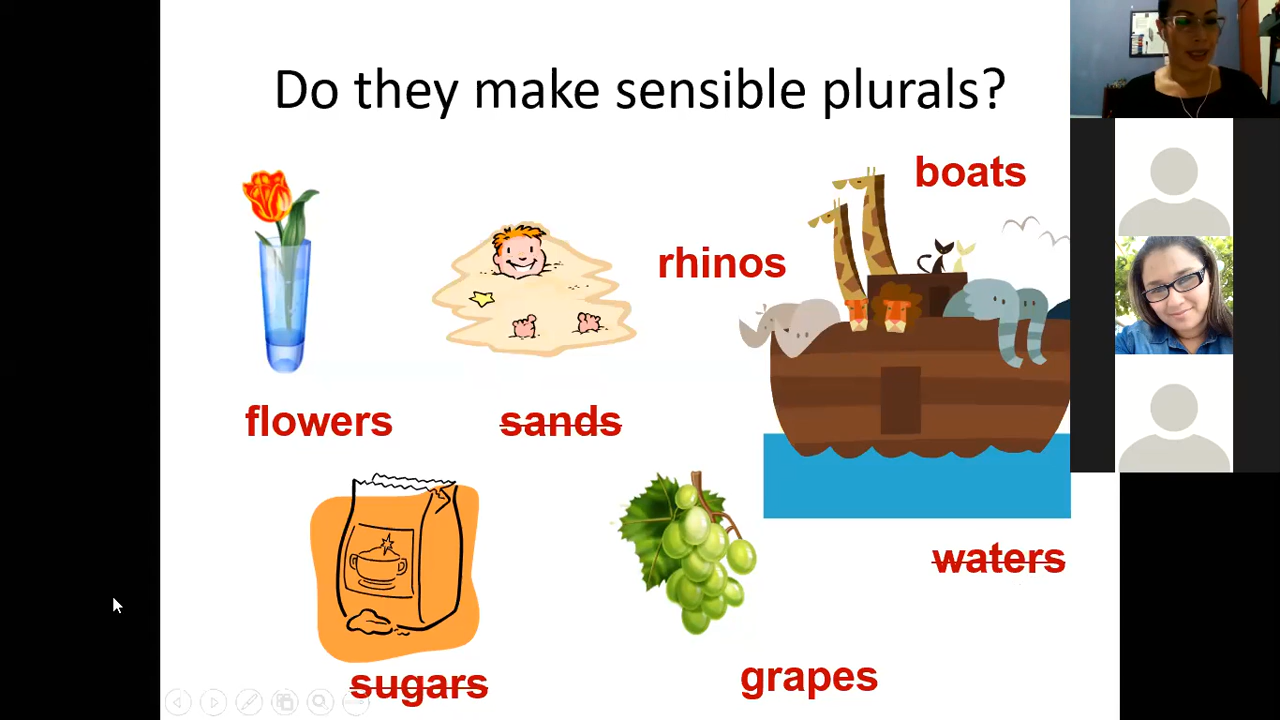 Do they make sensible plurals?
boats
rhinos
flowers
sands
waters
sugars
grapes